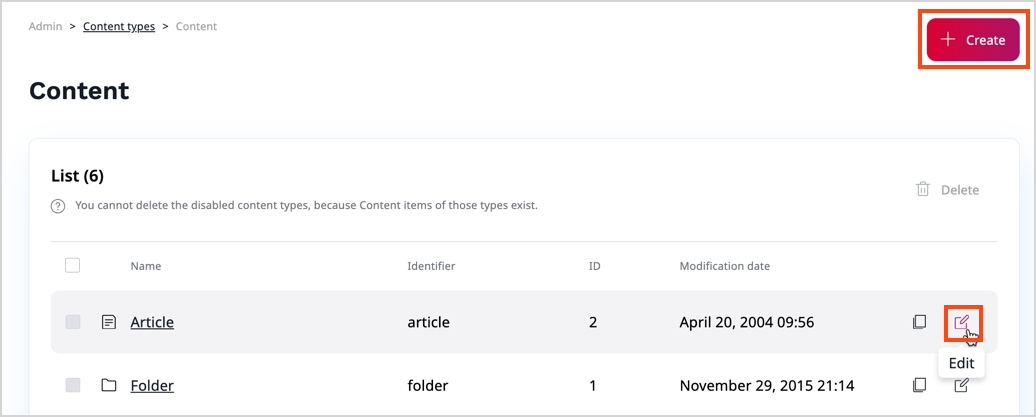 Admin > Content types > Content
Create
Content
List (6)
Delete
You cannot delete the disabled content types, because Content items of those types exist.
Name Identifier ID Modification date
Article article 2 April 20, 2004 09:56
Edit
Folder folder 1 November 29, 2015 21:14